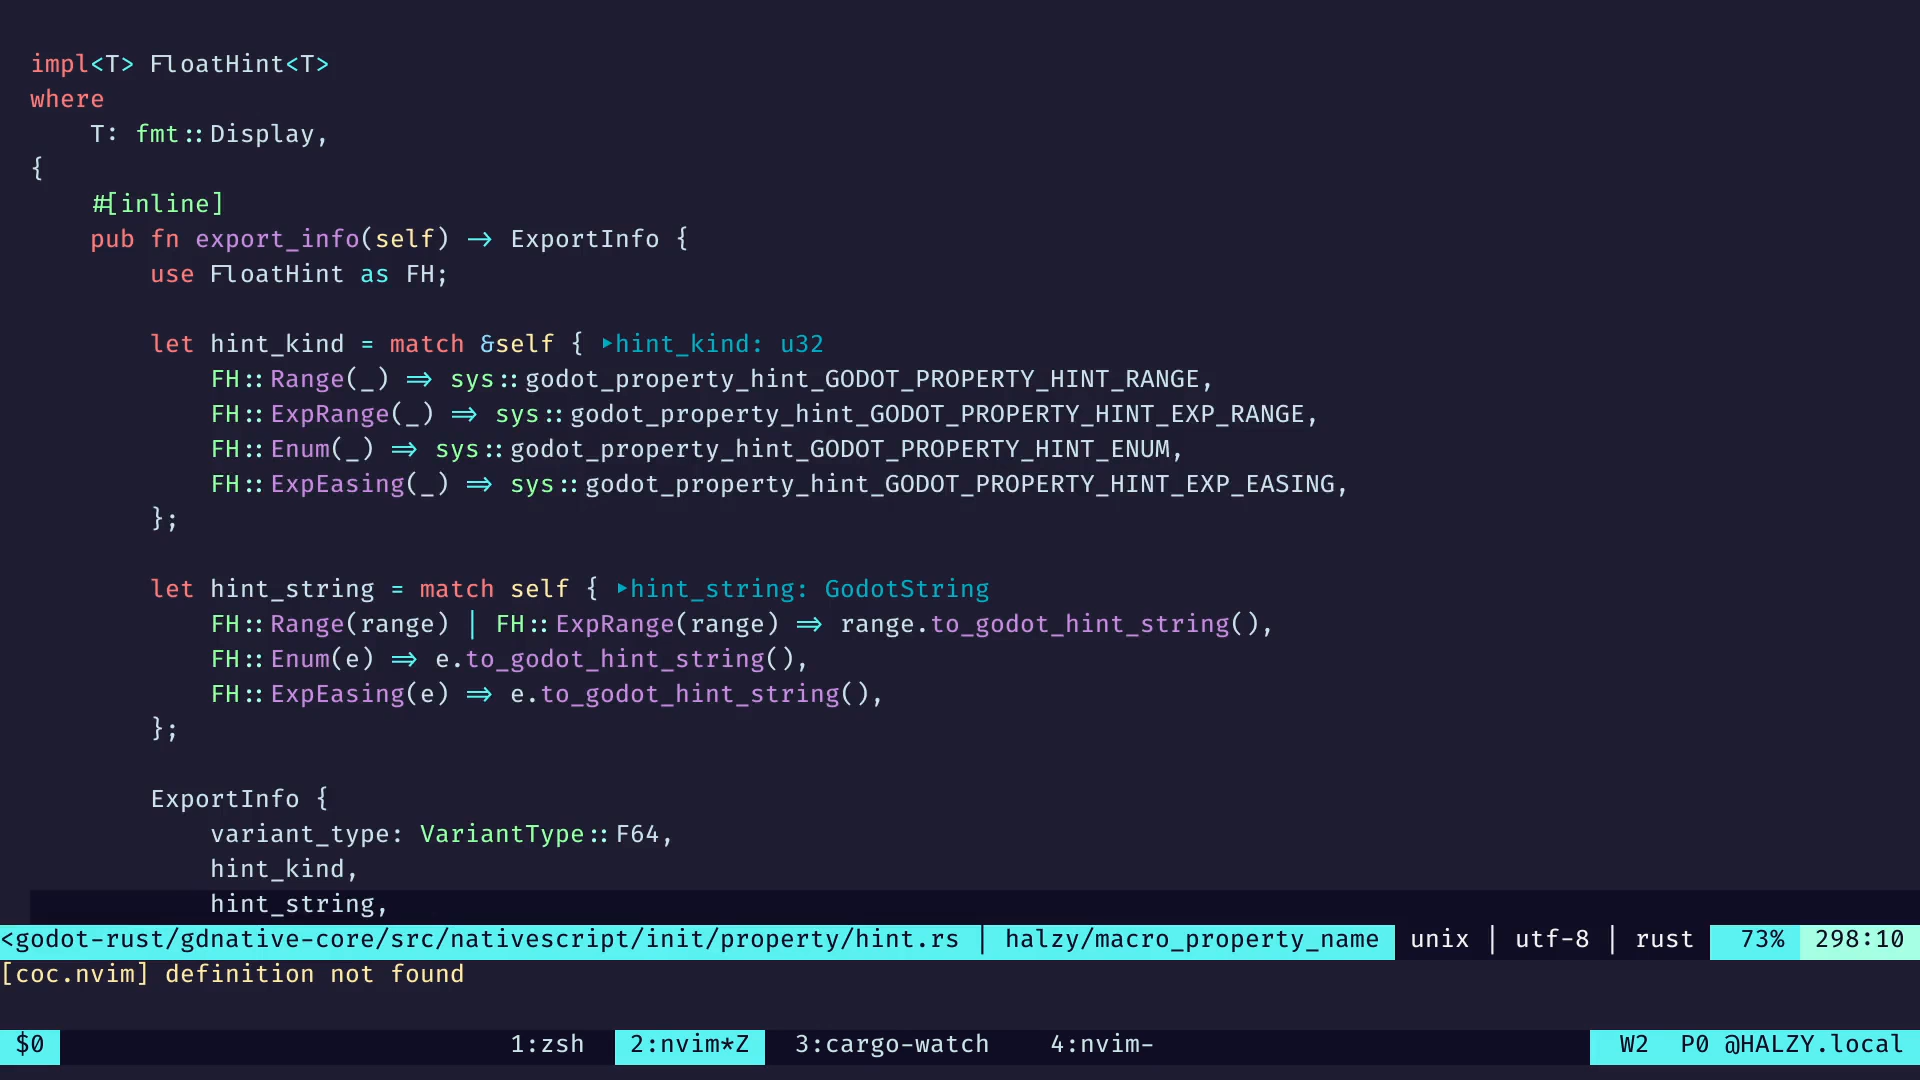 impl<T> FloatHint<T>
where
    T: fmt::Display,
{
    #[inline]
    pub fn export_info(self) -> ExportInfo {
        use FloatHint as FH;

        let hint_kind = match &self { ▸hint_kind: u32
            FH::Range(_) => sys::godot_property_hint_GODOT_PROPERTY_HINT_RANGE,
            FH::ExpRange(_) => sys::godot_property_hint_GODOT_PROPERTY_HINT_EXP_RANGE,
            FH::Enum(_) => sys::godot_property_hint_GODOT_PROPERTY_HINT_ENUM,
            FH::ExpEasing(_) => sys::godot_property_hint_GODOT_PROPERTY_HINT_EXP_EASING,
        };

        let hint_string = match self { ▸hint_string: GodotString
            FH::Range(range) | FH::ExpRange(range) => range.to_godot_hint_string(),
            FH::Enum(e) => e.to_godot_hint_string(),
            FH::ExpEasing(e) => e.to_godot_hint_string(),
        };

        ExportInfo {
            variant_type: VariantType::F64,
            hint_kind,
            hint_string,
<godot-rust/gdnative-core/src/nativescript/init/property/hint.rs | halzy/macro_property_name unix | utf-8 | rust 73% 298:10
[coc.nvim] definition not found
$0 1:zsh 2:nvim*Z 3:cargo-watch 4:nvim- W2 P0 @HALZY.local